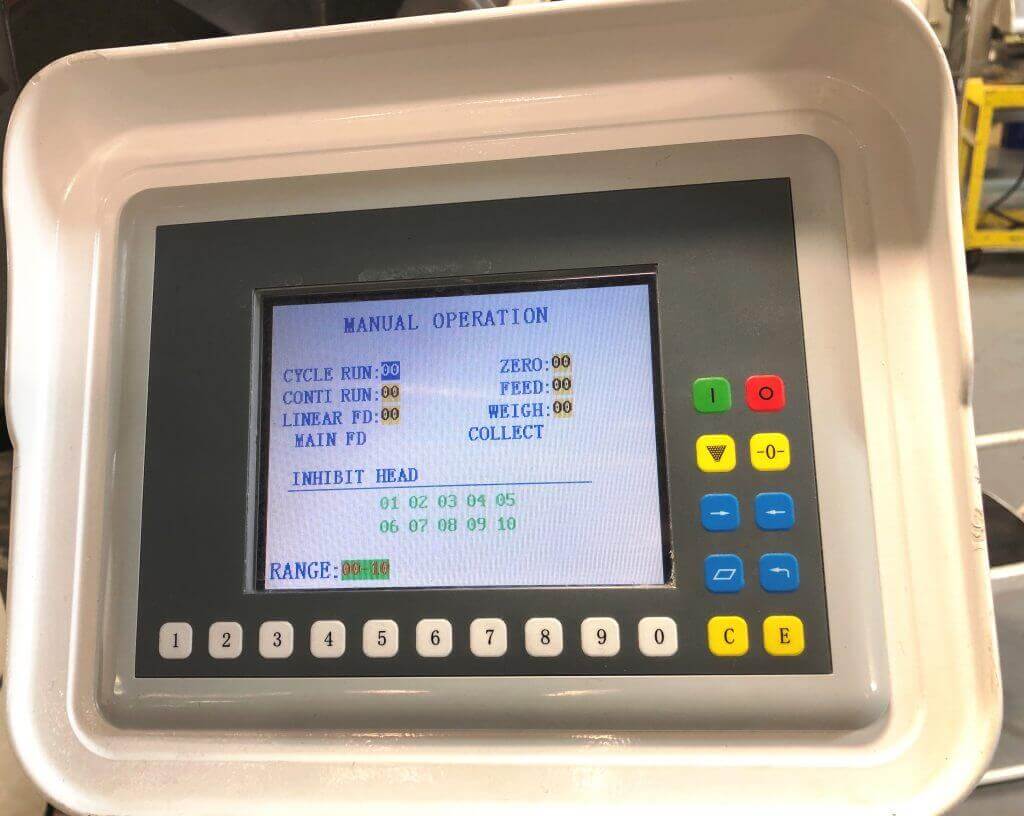 MANUAL OPERATION
CYCLE RUN:00 ZERO:00
CONTI RUN:00 FEED:00
LINEAR FD:00 WEIGH:00
MAIN FD COLLECT
INHIBIT HEAD
01 02 03 04 05
06 07 08 09 10
RANGE:00-10
I O
-0-
1 2 3 4 5 6 7 8 9 0 C E